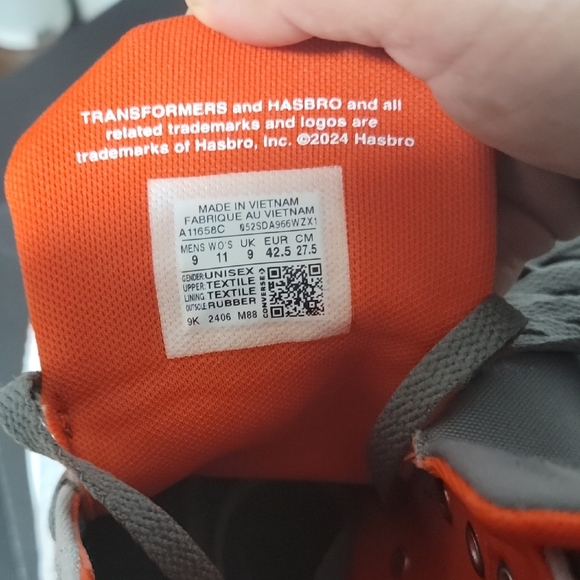 TRANSFORMERS and HASBRO and all
related trademarks and logos are
trademarks of Hasbro, Inc. ©2024 Hasbro
MADE IN VIETNAM
FABRIQUE AU VIETNAM
A11658C 052SDA966WZX1
MENS WO'S UK EUR CM
9 11 9 42.5 27.5
GENDER: UNISEX
UPPER: TEXTILE
LINING: TEXTILE
OUTSOLE: RUBBER
CONVERSE
9K 2406 M88